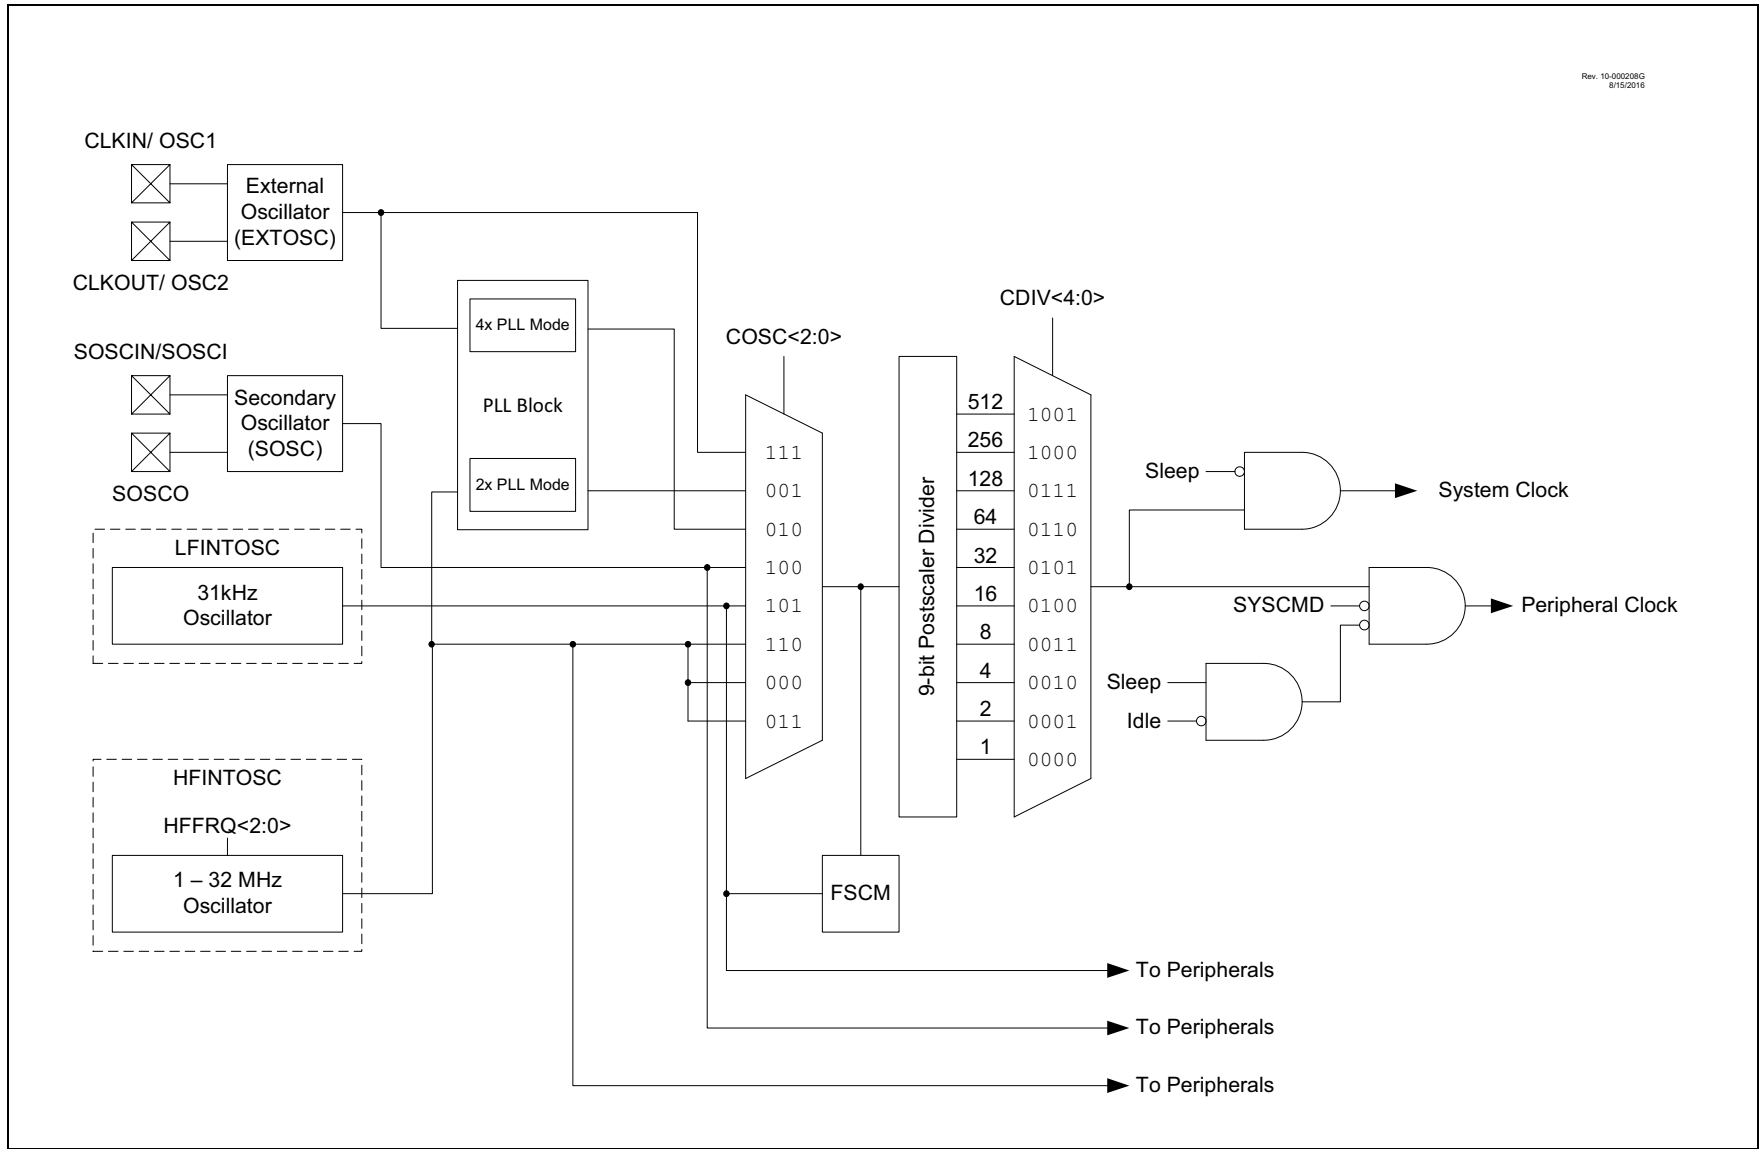 Rev. 10-000208G
8/15/2016
CLKIN/ OSC1
External
Oscillator
(EXTOSC)
CLKOUT/ OSC2
SOSCIN/SOSCI
Secondary
Oscillator
(SOSC)
SOSCO
LFINTOSC
31kHz
Oscillator
HFINTOSC
HFFRQ<2:0>
1 – 32 MHz
Oscillator
4x PLL Mode
PLL Block
2x PLL Mode
COSC<2:0>
111
001
010
100
101
110
000
011
FSCM
9-bit Postscaler Divider
512
256
128
64
32
16
8
4
2
1
CDIV<4:0>
1001
1000
0111
0110
0101
0100
0011
0010
0001
0000
Sleep
System Clock
SYSCMD
Peripheral Clock
Sleep
Idle
To Peripherals
To Peripherals
To Peripherals